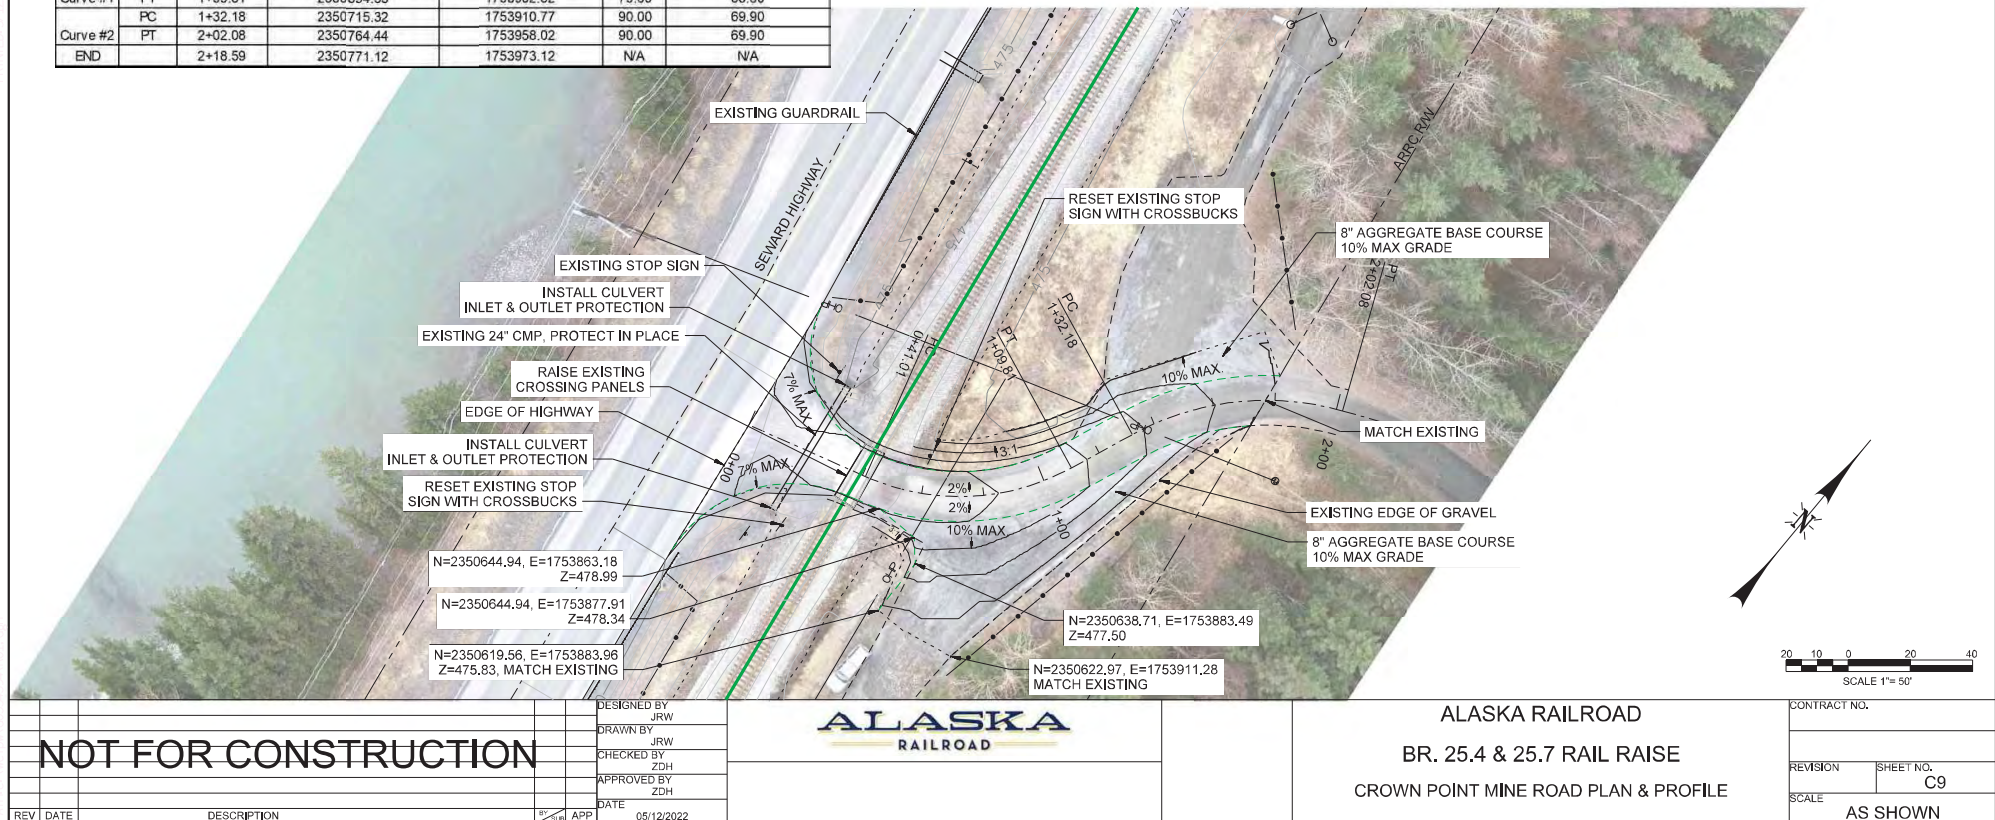 PC 1+32.18 2350715.32 1753910.77 90.00 69.90
Curve #2 PT 2+02.08 2350764.44 1753958.02 90.00 69.90
END 2+18.59 2350771.12 1753973.12 N/A N/A
475
475
ARRC R/W
EXISTING GUARDRAIL
SEWARD HIGHWAY
RESET EXISTING STOP
SIGN WITH CROSSBUCKS
8" AGGREGATE BASE COURSE
10% MAX GRADE
EXISTING STOP SIGN
INSTALL CULVERT
INLET & OUTLET PROTECTION
EXISTING 24" CMP, PROTECT IN PLACE
RAISE EXISTING
CROSSING PANELS
EDGE OF HIGHWAY
INSTALL CULVERT
INLET & OUTLET PROTECTION
RESET EXISTING STOP
SIGN WITH CROSSBUCKS
PC
0+41.01
PT
1+09.81
PC
1+32.18
PT
2+02.08
7% MAX
7% MAX
0+00
10% MAX
3:1
2%
2%
10% MAX
1+00
2+00
MATCH EXISTING
EXISTING EDGE OF GRAVEL
8" AGGREGATE BASE COURSE
10% MAX GRADE
N=2350644.94, E=1753863.18
Z=478.99
N=2350644.94, E=1753877.91
Z=478.34
N=2350619.56, E=1753883.96
Z=475.83, MATCH EXISTING
N=2350638.71, E=1753883.49
Z=477.50
N=2350622.97, E=1753911.28
MATCH EXISTING
N
20 10 0 20 40
SCALE 1"= 50'
NOT FOR CONSTRUCTION
REV DATE DESCRIPTION BY SUB APP
DESIGNED BY
JRW
DRAWN BY
JRW
CHECKED BY
ZDH
APPROVED BY
ZDH
DATE
05/12/2022
ALASKA
RAILROAD
ALASKA RAILROAD
BR. 25.4 & 25.7 RAIL RAISE
CROWN POINT MINE ROAD PLAN & PROFILE
CONTRACT NO.
REVISION
SHEET NO.
C9
SCALE
AS SHOWN